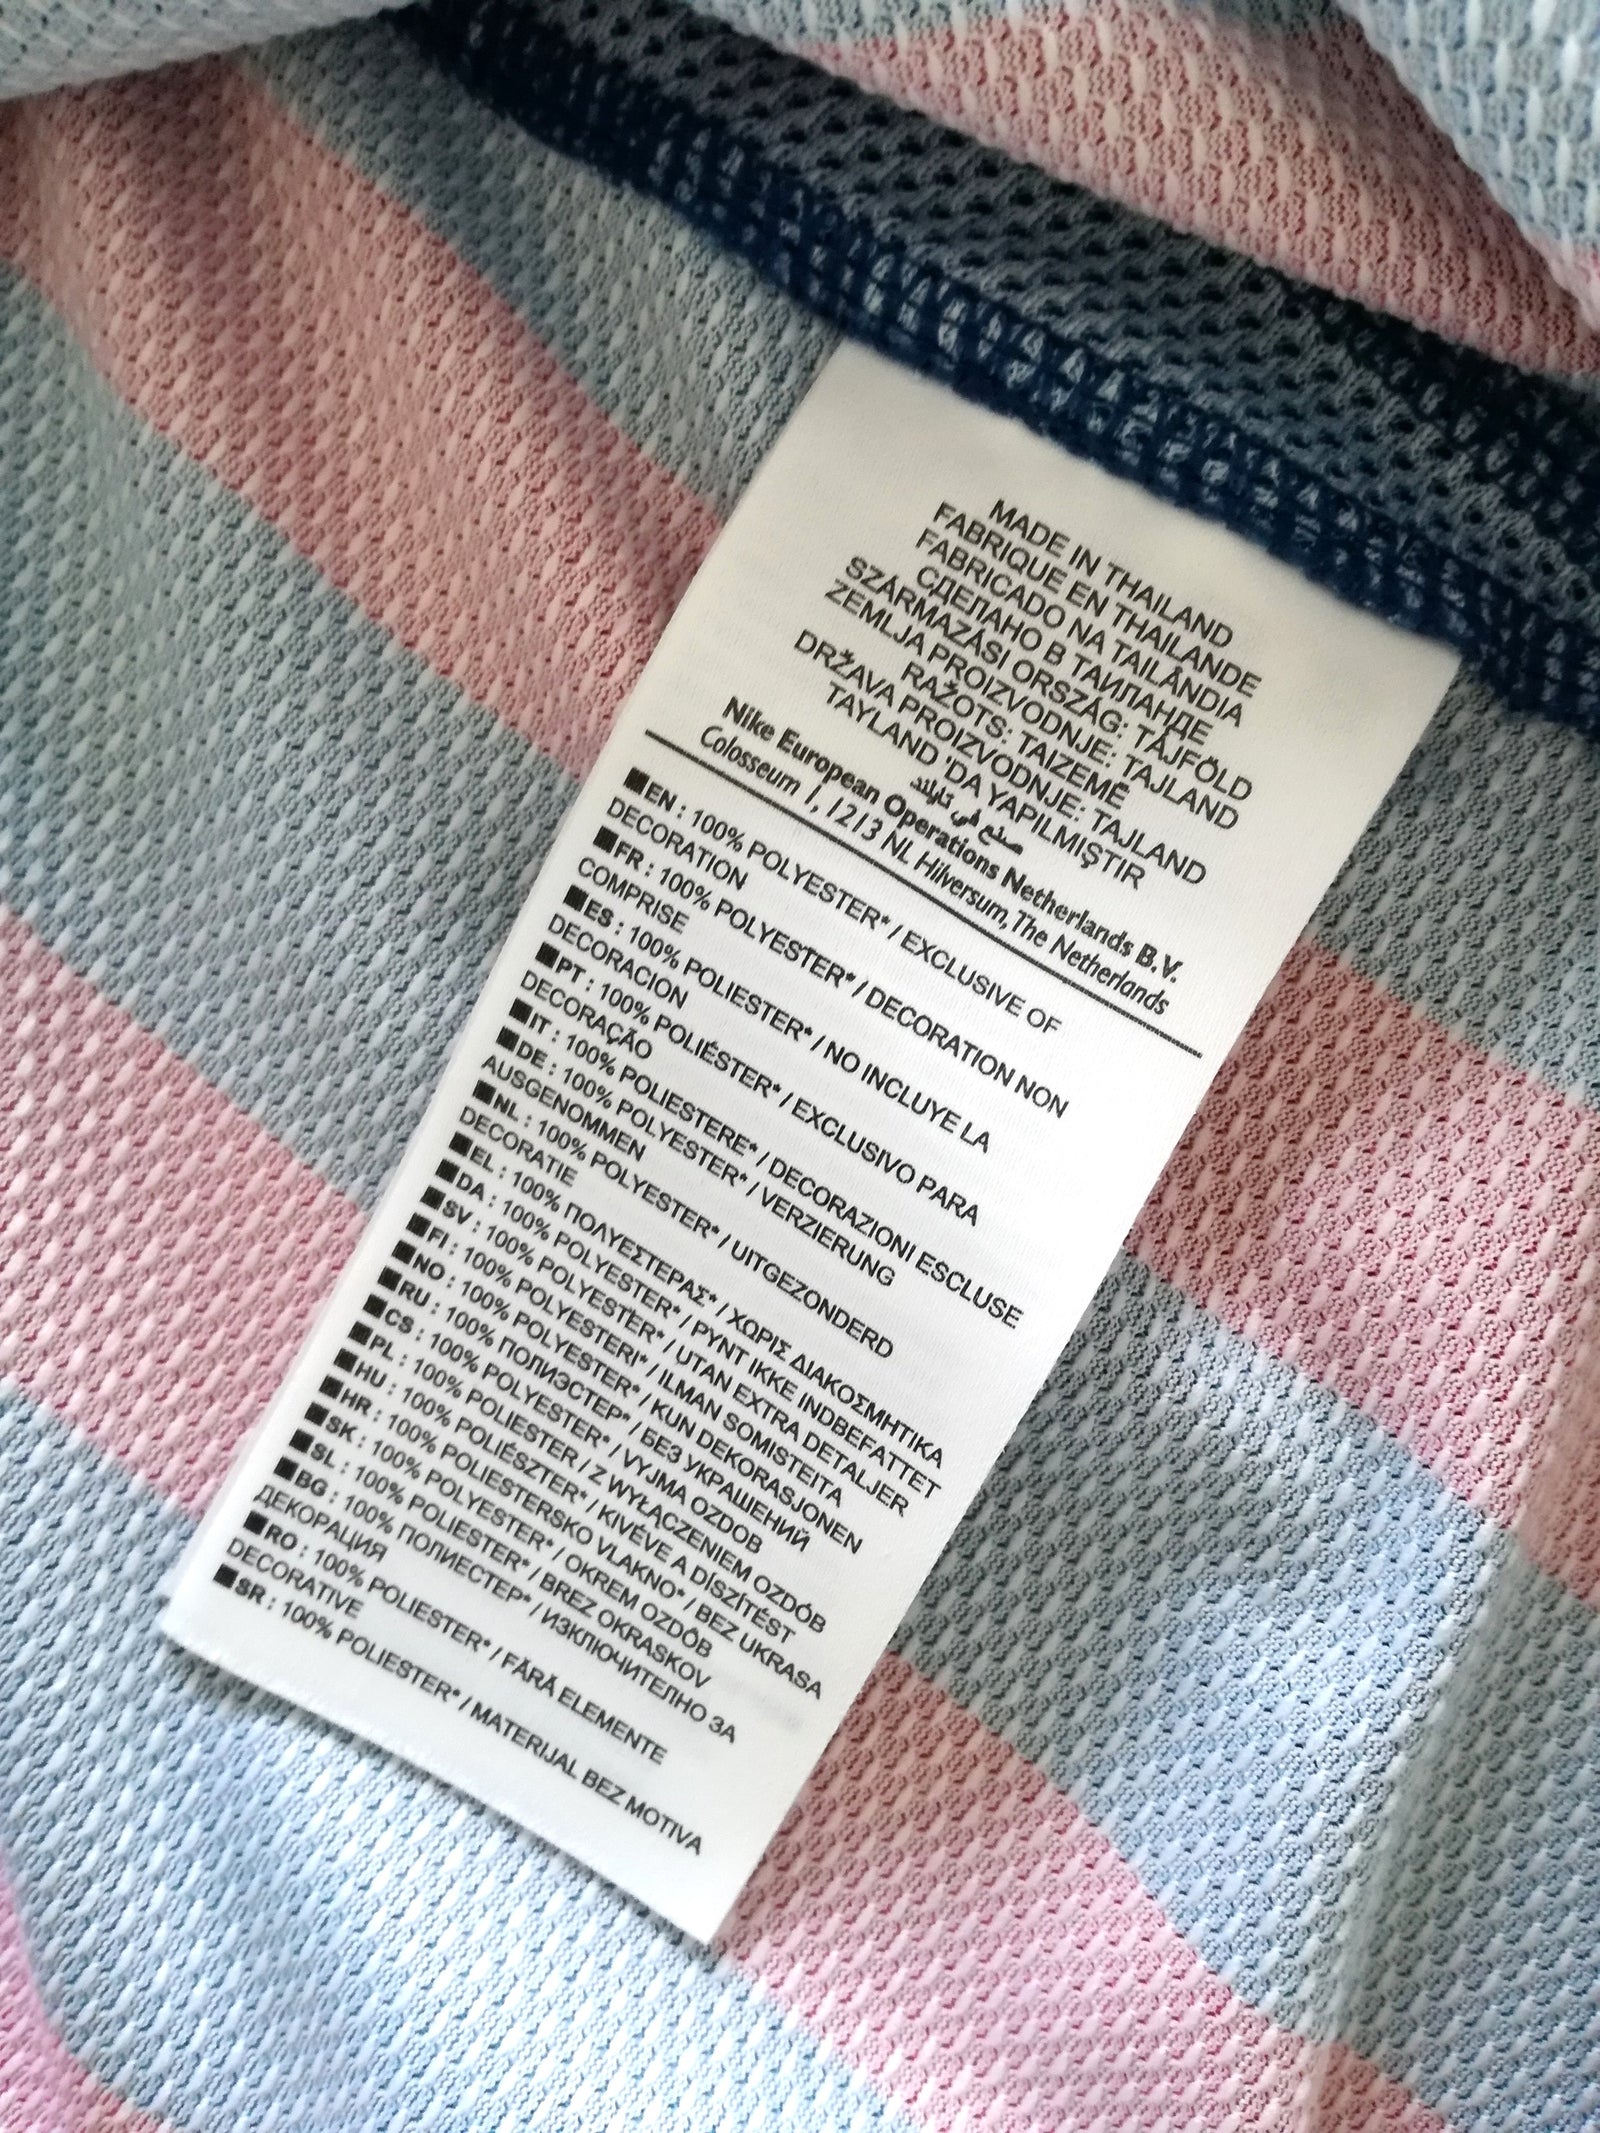 MADE IN THAILAND
FABRIQUE EN THAILANDE
FABRICADO NA TAILÂNDIA
СДЕЛАНО В ТАИЛАНДЕ
SZÁRMAZÁSI ORSZÁG: TÁJFÖLD
ZEMLJA PROIZVODNJE: TAJLAND
RAŽOTS: TAIZEMĒ
DRŽAVA PROIZVODNJE: TAJLAND
TAYLAND 'DA YAPILMIŞTIR
صنع في تايلند
Nike European Operations Netherlands B.V.
Colosseum 1, 1213 NL Hilversum, The Netherlands
■EN : 100% POLYESTER* / EXCLUSIVE OF
DECORATION
■FR : 100% POLYESTER* / DECORATION NON
COMPRISE
■ES : 100% POLIESTER* / NO INCLUYE LA
DECORACION
■PT : 100% POLIÉSTER* / EXCLUSIVO PARA
DECORAÇÃO
■IT : 100% POLIESTERE* / DECORAZIONI ESCLUSE
■DE : 100% POLYESTER* / VERZIERUNG
AUSGENOMMEN
■NL : 100% POLYESTER* / UITGEZONDERD
DECORATIE
■EL : 100% ΠΟΛΥΕΣΤΕΡΑΣ* / ΧΩΡΙΣ ΔΙΑΚΟΣΜΗΤΙΚΑ
■DA : 100% POLYESTER* / PYNT IKKE INDBEFATTET
■SV : 100% POLYESTER* / UTAN EXTRA DETALJER
■FI : 100% POLYESTERI* / ILMAN SOMISTEITA
■NO : 100% POLYESTER* / KUN DEKORASJONEN
■RU : 100% ПОЛИЭСТЕР* / БЕЗ УКРАШЕНИЙ
■CS : 100% POLYESTER* / VYJMA OZDOB
■PL : 100% POLIESTER / Z WYŁĄCZENIEM OZDÓB
■HU : 100% POLIÉSZTER* / KIVÉVE A DÍSZÍTÉST
■HR : 100% POLIESTERSKO VLAKNO* / BEZ UKRASA
■SK : 100% POLYESTER* / OKREM OZDÔB
■SL : 100% POLIESTER* / BREZ OKRASKOV
■BG : 100% ПОЛИЕСТЕР* / ИЗКЛЮЧИТЕЛНО ЗА
ДЕКОРАЦИЯ
■RO : 100% POLIESTER* / FĂRĂ ELEMENTE
DECORATIVE
■SR : 100% POLIESTER* / MATERIJAL BEZ MOTIVA